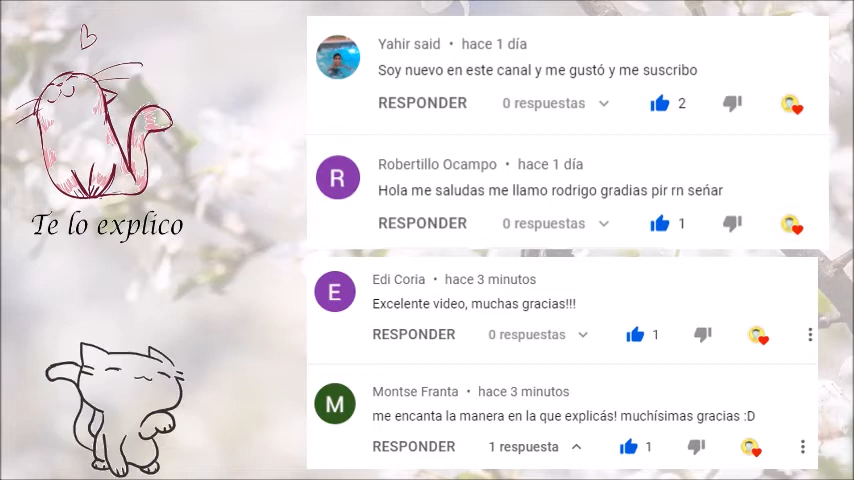 Te lo explico
Yahir said • hace 1 día
Soy nuevo en este canal y me gustó y me suscribo
RESPONDER 0 respuestas 2
R
Robertillo Ocampo • hace 1 día
Hola me saludas me llamo rodrigo gradias pir rn señar
RESPONDER 0 respuestas 1
E
Edi Coria • hace 3 minutos
Excelente video, muchas gracias!!!
RESPONDER 0 respuestas 1
M
Montse Franta • hace 3 minutos
me encanta la manera en la que explicás! muchísimas gracias :D
RESPONDER 1 respuesta 1